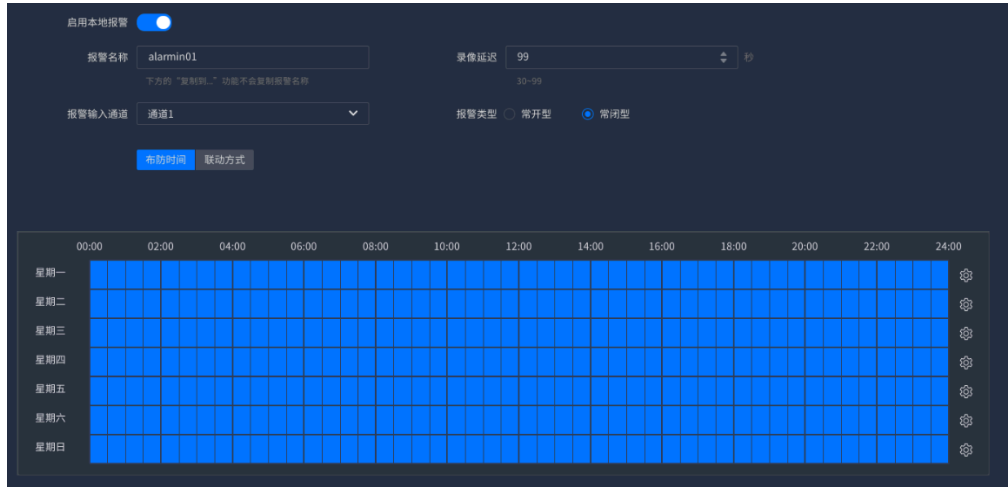 启用本地报警
报警名称 alarmin01 录像延迟 99 秒
下方的“复制到...”功能不会复制报警名称 30~99
报警输入通道 通道1 报警类型 常开型 常闭型
布防时间 联动方式
00:00 02:00 04:00 06:00 08:00 10:00 12:00 14:00 16:00 18:00 20:00 22:00 24:00
星期一
星期二
星期三
星期四
星期五
星期六
星期日